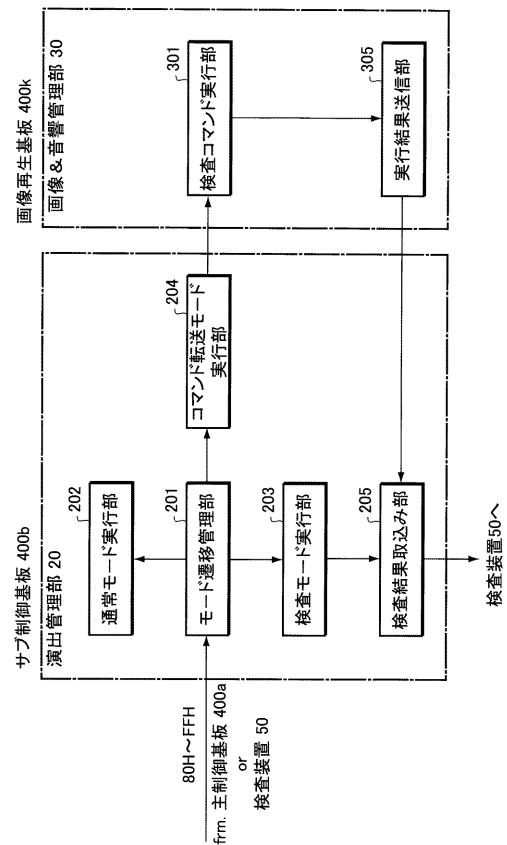 サブ制御基板 400b
演出管理部 20
通常モード実行部
202
モード遷移管理部
201
検査モード実行部
203
検査結果取込み部
205
コマンド転送モード
実行部
204
80H～FFH
frm. 主制御基板 400a
or
検査装置 50
検査装置50へ
画像再生基板 400k
画像&音響管理部 30
検査コマンド実行部
301
実行結果送信部
305